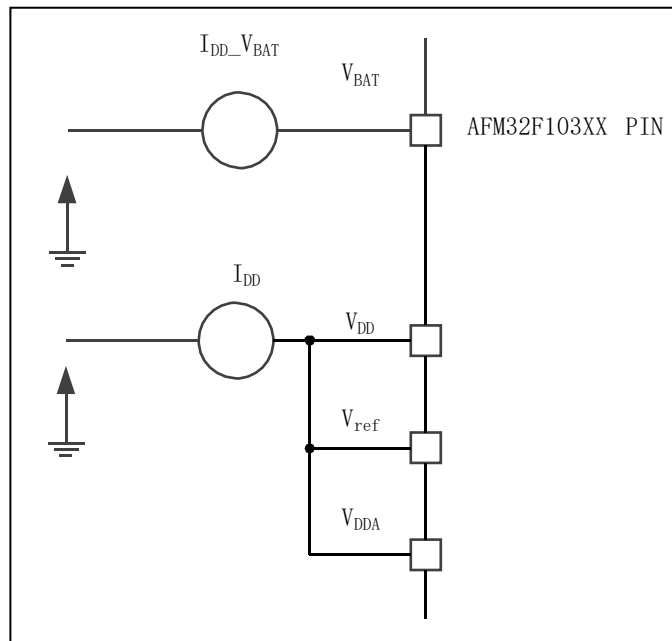 I_DD_V_BAT
V_BAT
AFM32F103XX PIN
I_DD
V_DD
V_ref
V_DDA